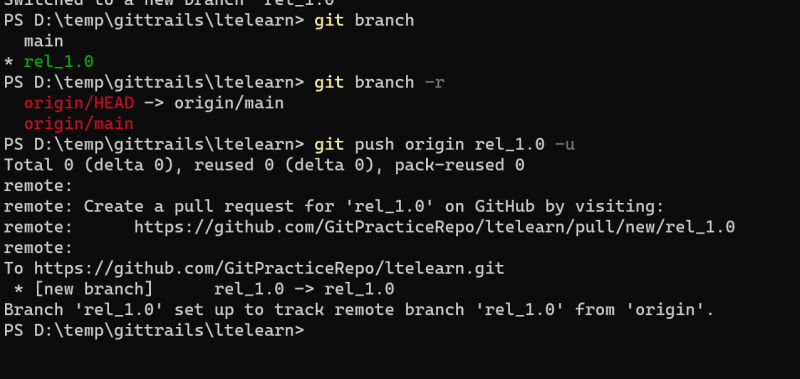 Switched to a new branch 'rel_1.0'
PS D:\temp\gittrails\ltelearn> git branch
  main
* rel_1.0
PS D:\temp\gittrails\ltelearn> git branch -r
  origin/HEAD -> origin/main
  origin/main
PS D:\temp\gittrails\ltelearn> git push origin rel_1.0 -u
Total 0 (delta 0), reused 0 (delta 0), pack-reused 0
remote:
remote: Create a pull request for 'rel_1.0' on GitHub by visiting:
remote:      https://github.com/GitPracticeRepo/ltelearn/pull/new/rel_1.0
remote:
To https://github.com/GitPracticeRepo/ltelearn.git
 * [new branch]      rel_1.0 -> rel_1.0
Branch 'rel_1.0' set up to track remote branch 'rel_1.0' from 'origin'.
PS D:\temp\gittrails\ltelearn>